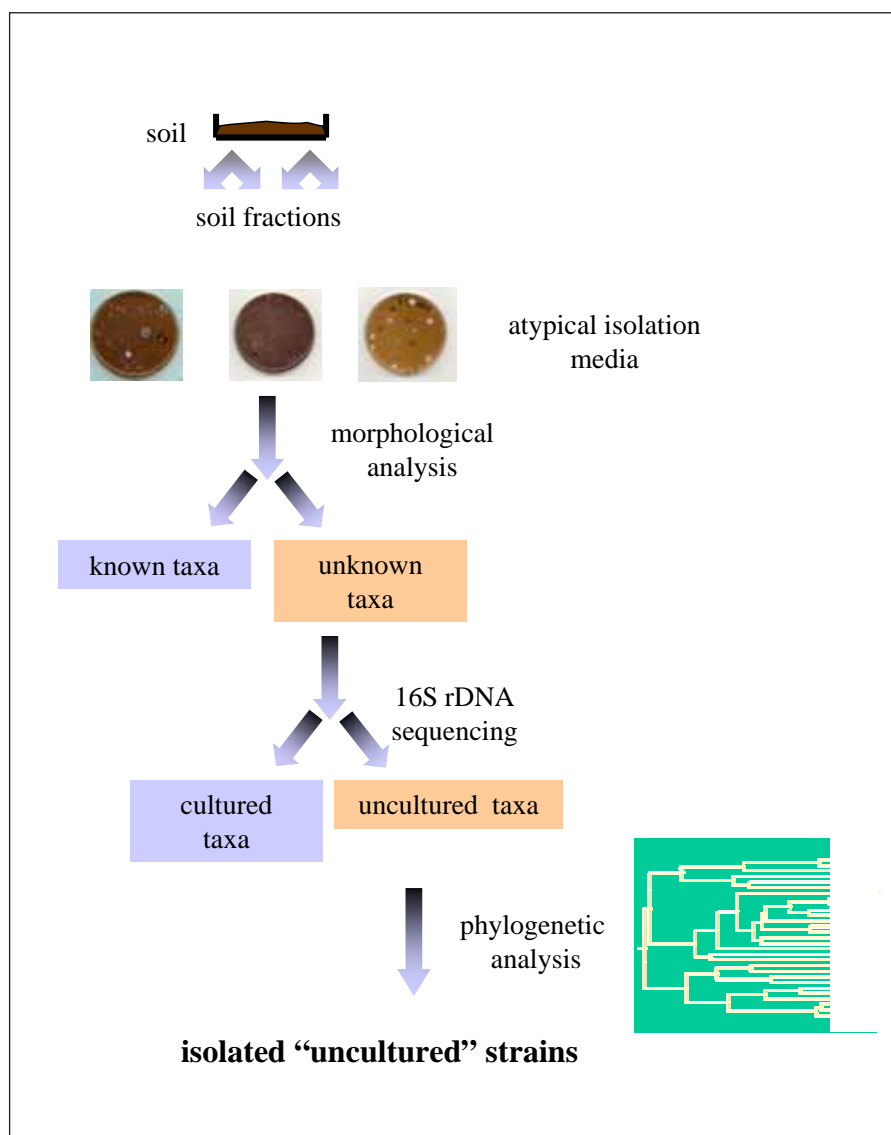 soil
soil fractions
atypical isolation
media
morphological
analysis
known taxa
unknown
taxa
16S rDNA
sequencing
cultured
taxa
uncultured taxa
phylogenetic
analysis
isolated “uncultured” strains